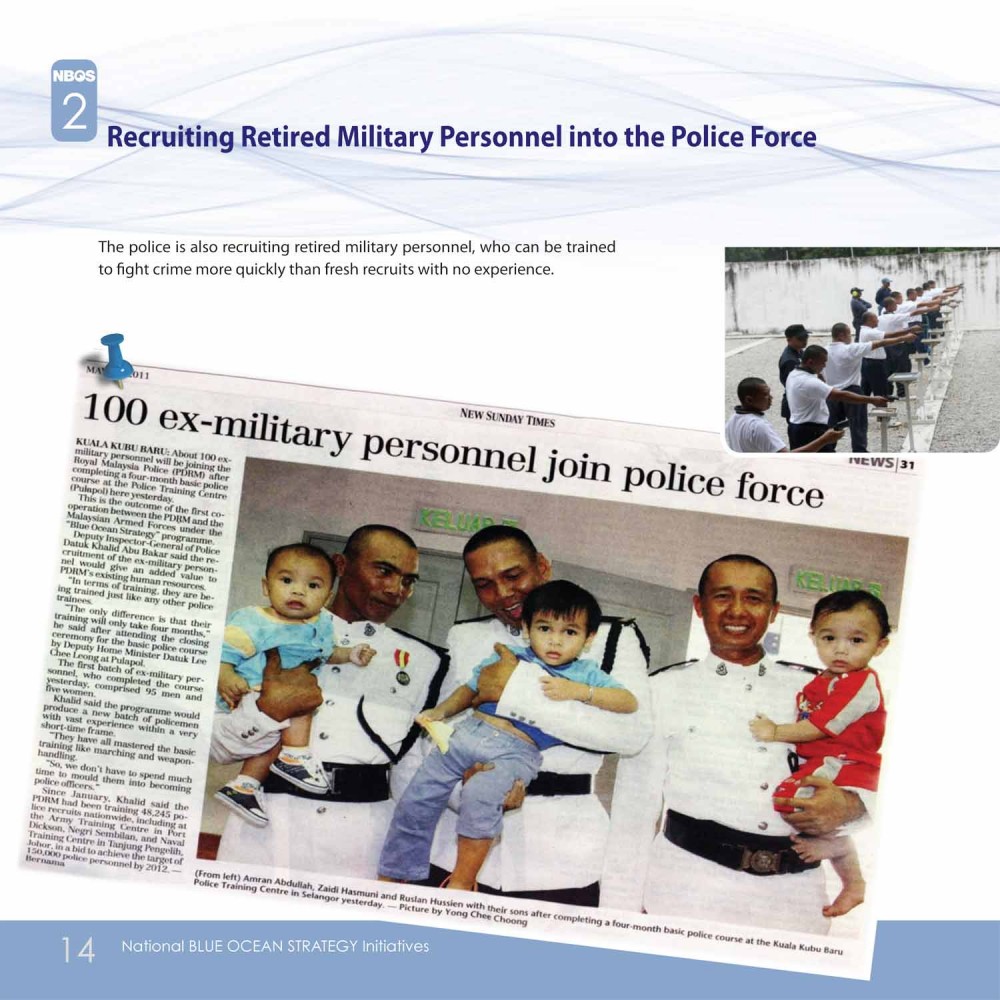 NBOS
2
Recruiting Retired Military Personnel into the Police Force
The police is also recruiting retired military personnel, who can be trained
to fight crime more quickly than fresh recruits with no experience.
MAY 2011
NEW SUNDAY TIMES
NEWS 31
100 ex-military personnel join police force
KUALA KUBU BARU: About 100 ex-
military personnel will be joining the
Royal Malaysia Police (PDRM) after
completing a four-month basic police
course at the Police Training Centre
(Pulapol) here yesterday.
This is the outcome of the first co-
operation between the PDRM and the
Malaysian Armed Forces under the
"Blue Ocean Strategy" programme.
Deputy Inspector-General of Police
Datuk Khalid Abu Bakar said the re-
cruitment of the ex-military person-
nel would give an added value to
PDRM's existing human resources.
"In terms of training, they are be-
ing trained just like any other police
trainees.
"The only difference is that their
training will only take four months,"
he said after attending the closing
ceremony for the basic police course
by Deputy Home Minister Datuk Lee
Chee Leong at Pulapol.
The first batch of ex-military per-
sonnel, who completed the course
yesterday, comprised 95 men and
five women.
Khalid said the programme would
produce a new batch of policemen
with vast experience within a very
short-time frame.
"They have all mastered the basic
training like marching and weapon-
handling.
"So, we don't have to spend much
time to mould them into becoming
police officers."
Since January, Khalid said the
PDRM had been training 48,245 po-
lice recruits nationwide, including at
the Army Training Centre in Port
Dickson, Negri Sembilan, and Naval
Training Centre in Tanjung Pengelih,
Johor, in a bid to achieve the target of
150,000 police personnel by 2012. —
Bernama
KELUAR
KELUAR
(From left) Amran Abdullah, Zaidi Hasmuni and Ruslan Hussien with their sons after completing a four-month basic police course at the Kuala Kubu Baru
Police Training Centre in Selangor yesterday. — Picture by Yong Chee Choong
14
National BLUE OCEAN STRATEGY Initiatives